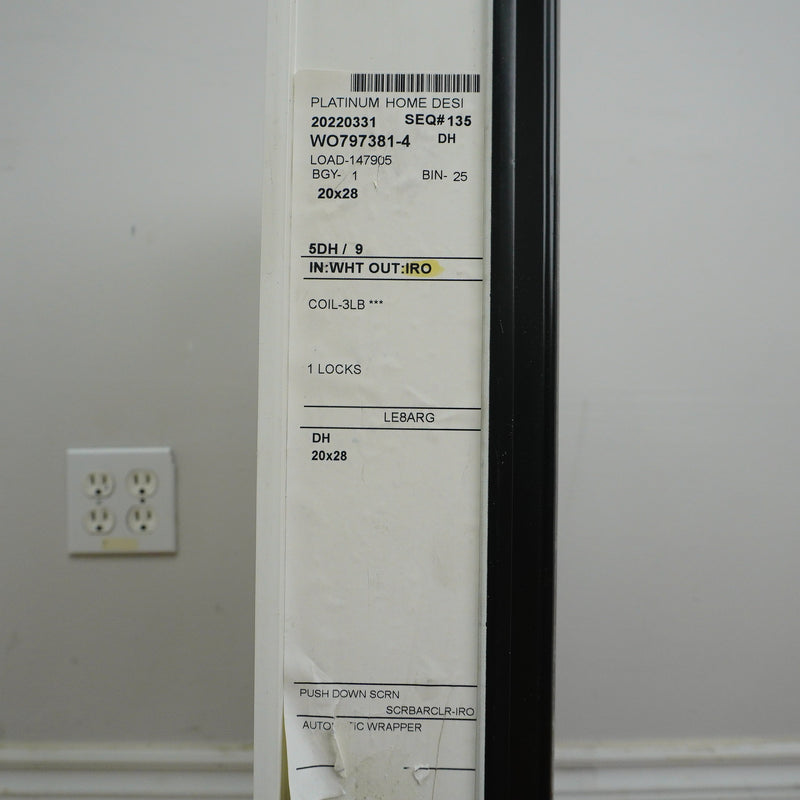 PLATINUM HOME DESI
20220331 SEQ# 135
WO797381-4 DH
LOAD-147905
BGY- 1 BIN- 25
20x28
5DH / 9
IN:WHT OUT:IRO
COIL-3LB ***
1 LOCKS
LE8ARG
DH
20x28
PUSH DOWN SCRN
SCRBARCLR-IRO
WRAPPER